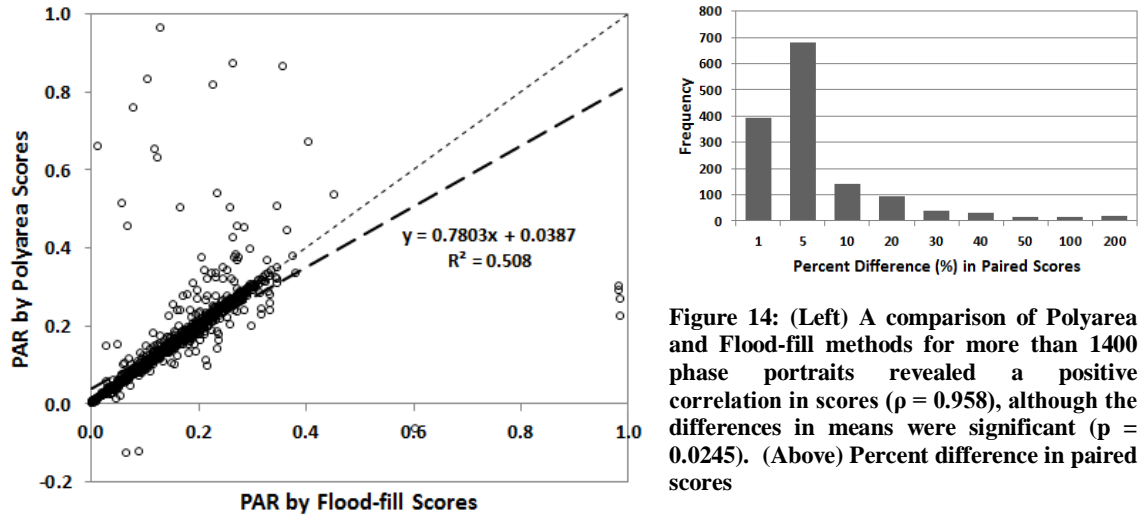 1.0
0.8
0.6
0.4
0.2
0.0
-0.2
PAR by Polyarea Scores
y = 0.7803x + 0.0387
R² = 0.508
0.0 0.2 0.4 0.6 0.8 1.0
PAR by Flood-fill Scores
800
700
600
500
400
300
200
100
0
Frequency
1 5 10 20 30 40 50 100 200
Percent Difference (%) in Paired Scores
Figure 14: (Left) A comparison of Polyarea
and Flood-fill methods for more than 1400
phase portraits revealed a positive
correlation in scores (ρ = 0.958), although the
differences in means were significant (p =
0.0245). (Above) Percent difference in paired
scores